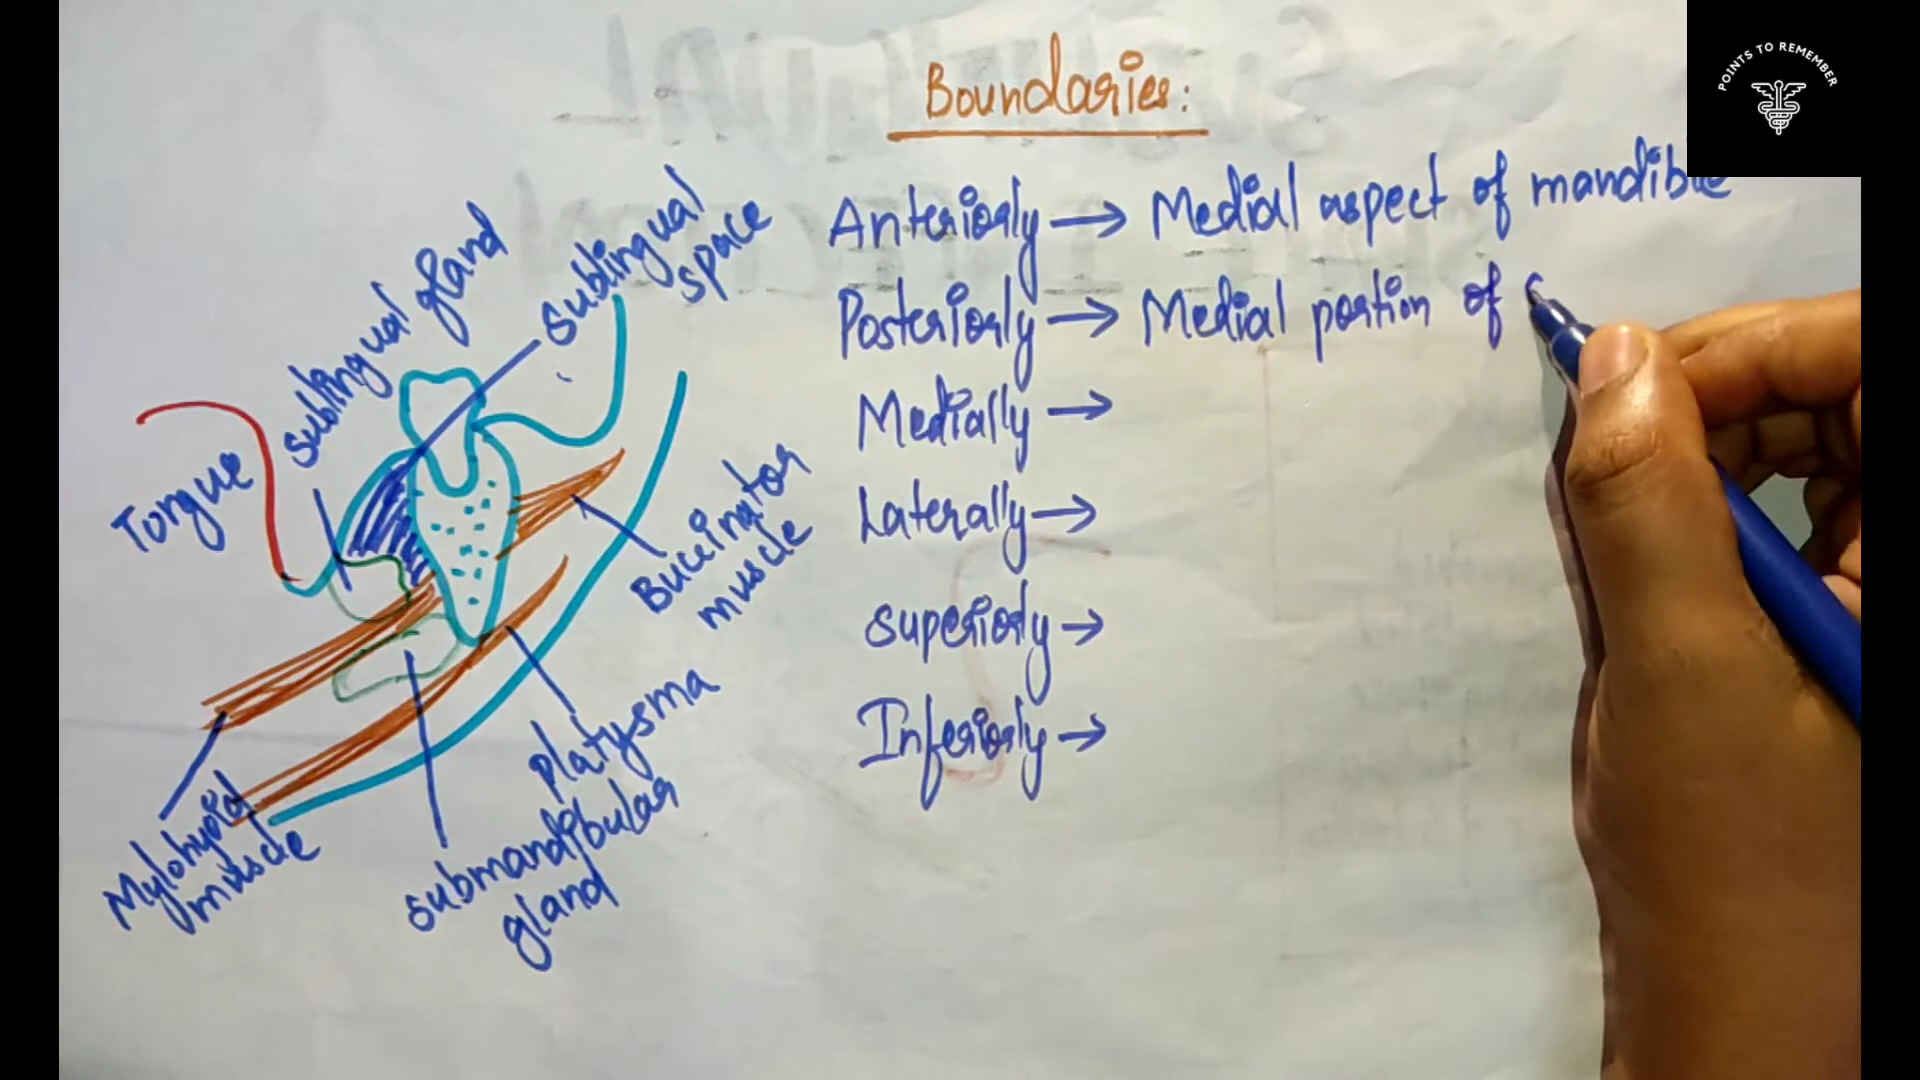 POINTS TO REMEMBER
Boundaries:
Anteriorly → Medial aspect of mandible
Posteriorly → Medial portion of
Medially →
Laterally →
Superiorly →
Inferiorly →
Sublingual gland
Sublingual
space
Tongue
Buccinator
muscle
platysma
Mylohyoid
muscle
submandibular
gland